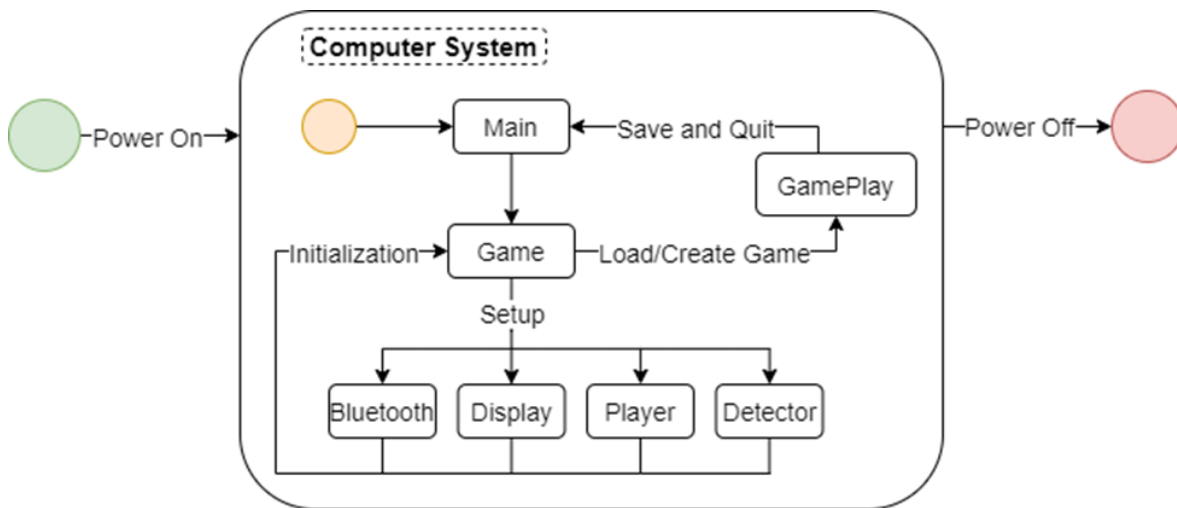 Computer System
Power On
Main
Save and Quit
Power Off
GamePlay
Initialization
Game
Load/Create Game
Setup
Bluetooth
Display
Player
Detector